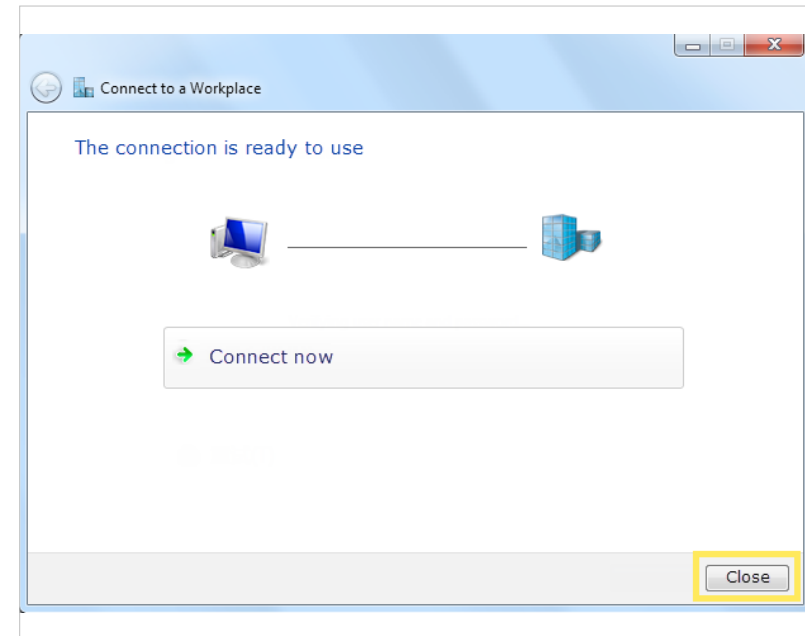 Connect to a Workplace
The connection is ready to use
Connect now
Close